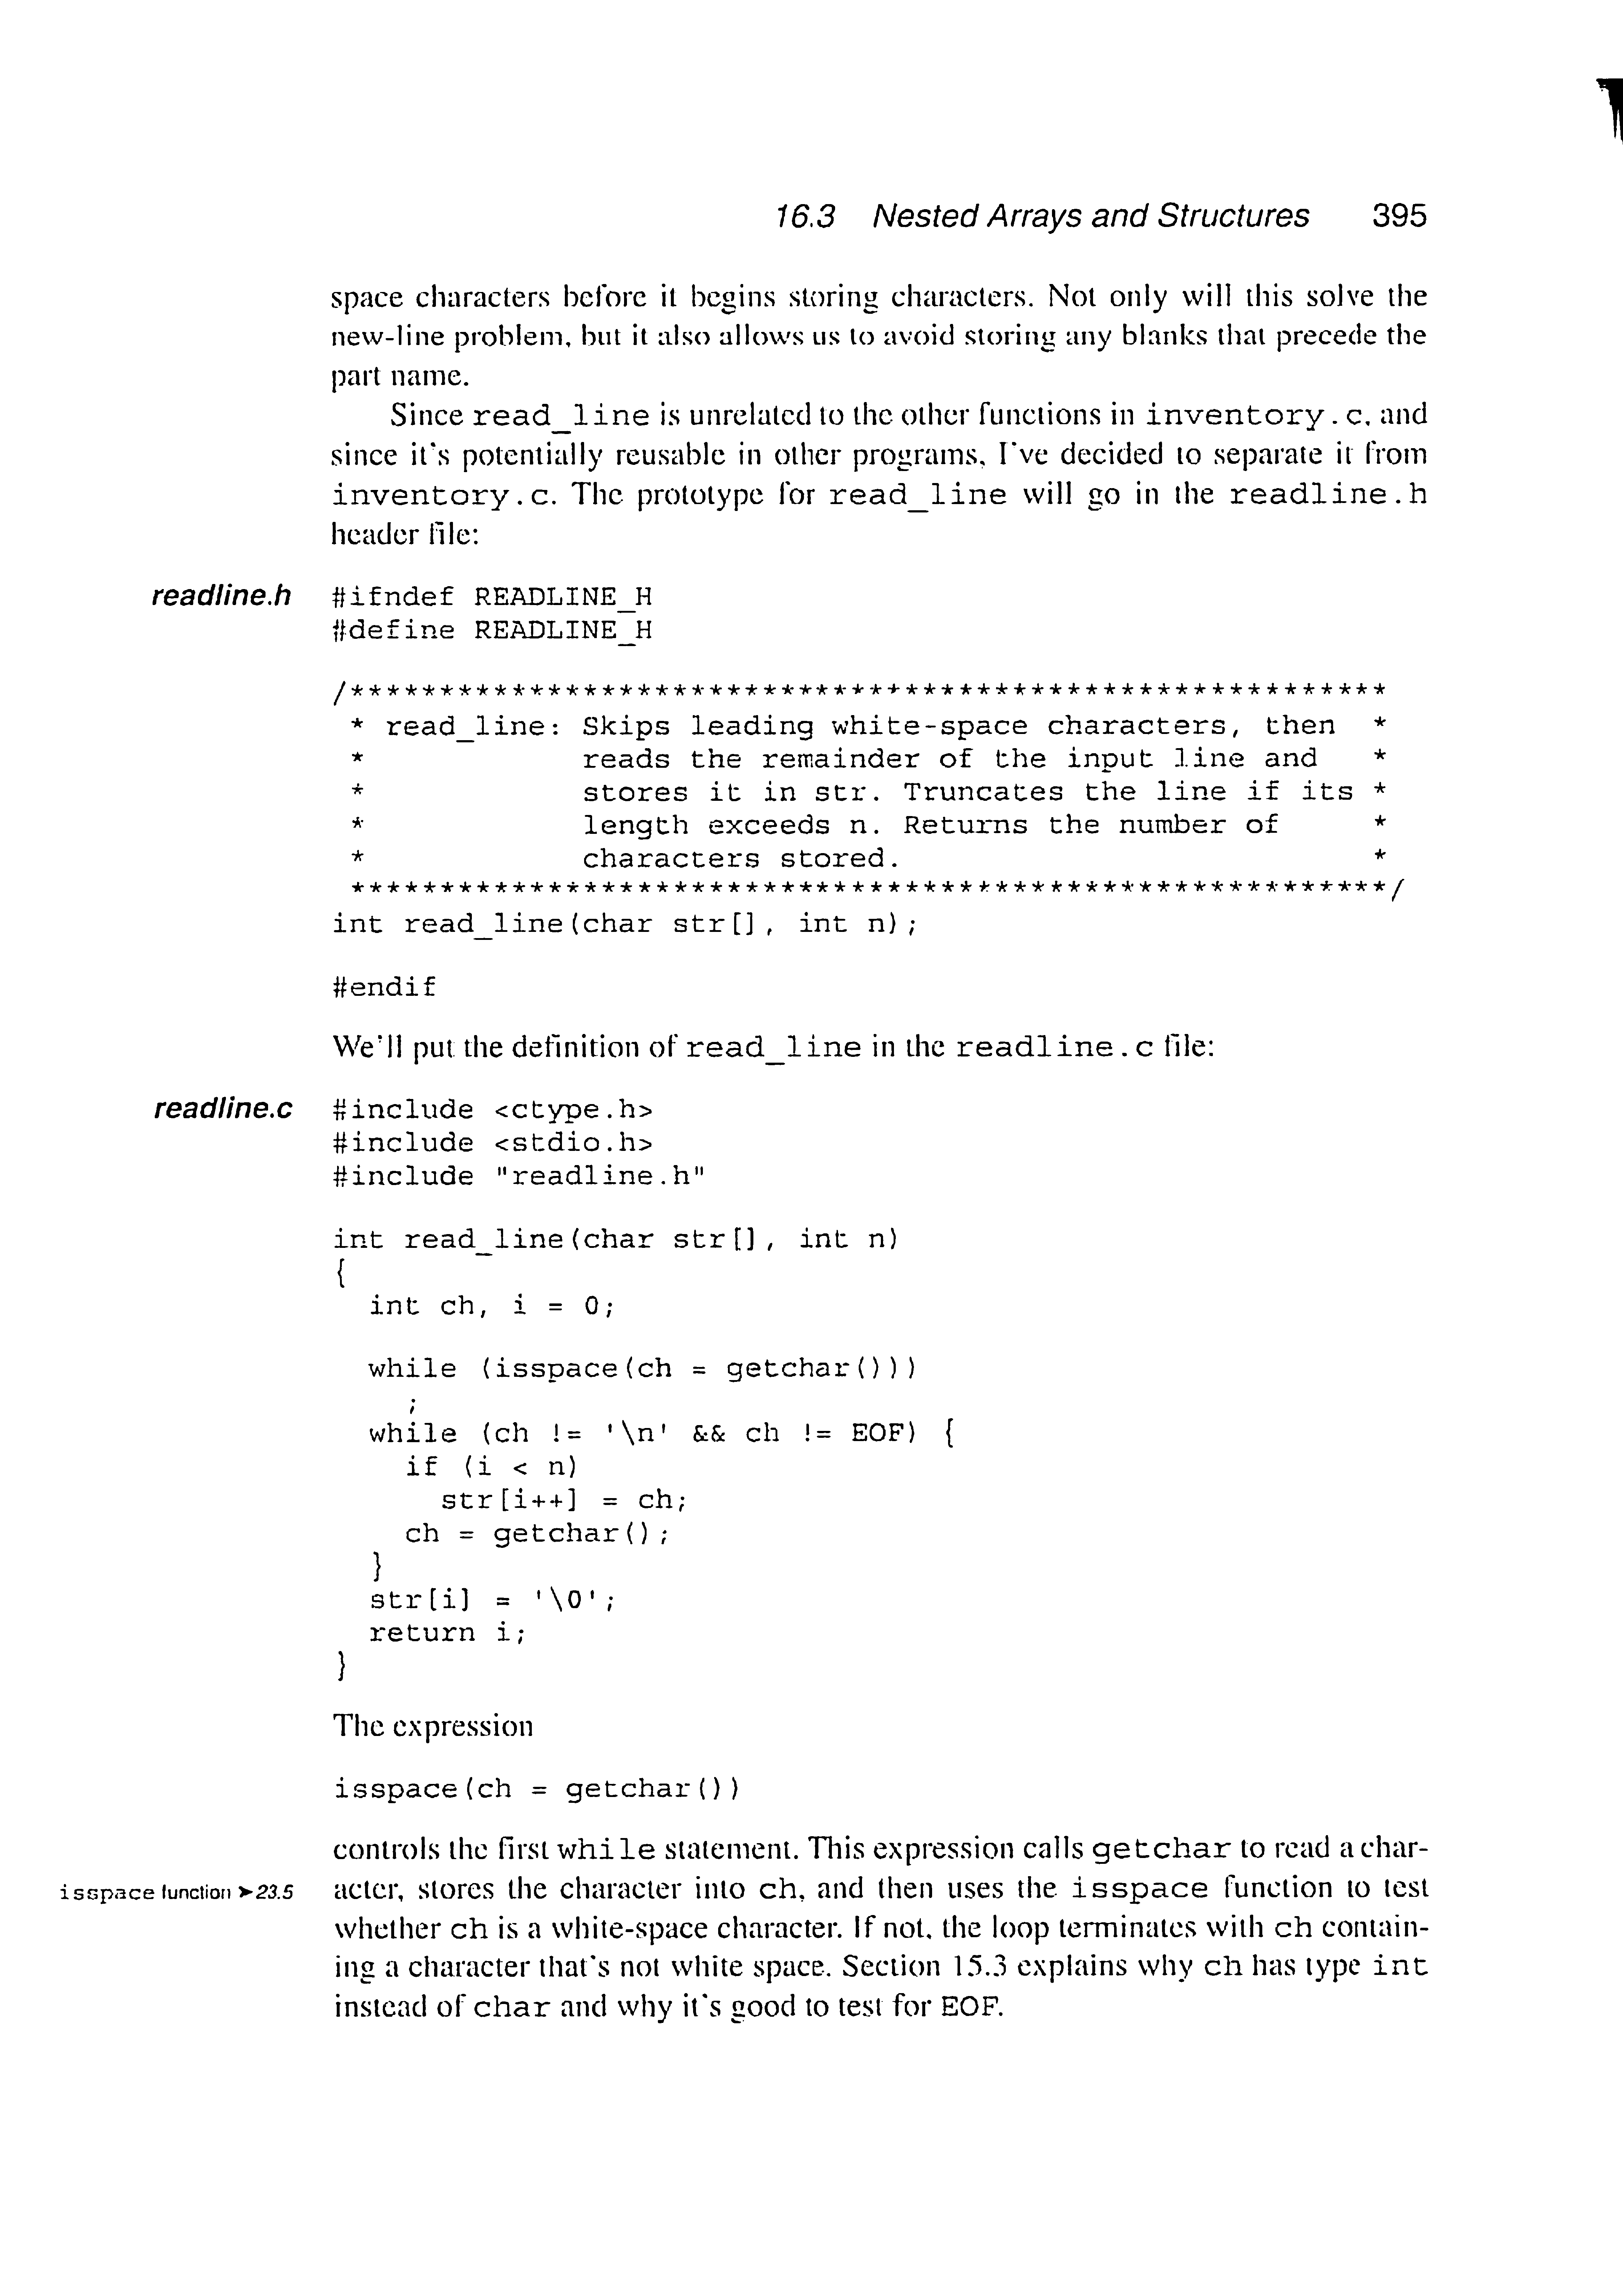 16.3 Nested Arrays and Structures 395
space characters before it begins storing characters. Not only will this solve the
new-line problem, but it also allows us to avoid storing any blanks that precede the
part name.
Since read_line is unrelated to the other functions in inventory.c, and
since it's potentially reusable in other programs, I've decided to separate it from
inventory.c. The prototype for read_line will go in the readline.h
header file:
readline.h #ifndef READLINE_H
#define READLINE_H
/**********************************************************
 * read_line: Skips leading white-space characters, then  *
 *            reads the remainder of the input line and   *
 *            stores it in str. Truncates the line if its *
 *            length exceeds n. Returns the number of     *
 *            characters stored.                          *
 **********************************************************/
int read_line(char str[], int n);
#endif
We'll put the definition of read_line in the readline.c file:
readline.c #include <ctype.h>
#include <stdio.h>
#include "readline.h"
int read_line(char str[], int n)
{
  int ch, i = 0;
  while (isspace(ch = getchar()))
    ;
  while (ch != '\n' && ch != EOF) {
    if (i < n)
      str[i++] = ch;
    ch = getchar();
  }
  str[i] = '\0';
  return i;
}
The expression
isspace(ch = getchar())
controls the first while statement. This expression calls getchar to read a char-
isspace function ➤23.5 acter, stores the character into ch, and then uses the isspace function to test
whether ch is a white-space character. If not, the loop terminates with ch contain-
ing a character that's not white space. Section 15.3 explains why ch has type int
instead of char and why it's good to test for EOF.